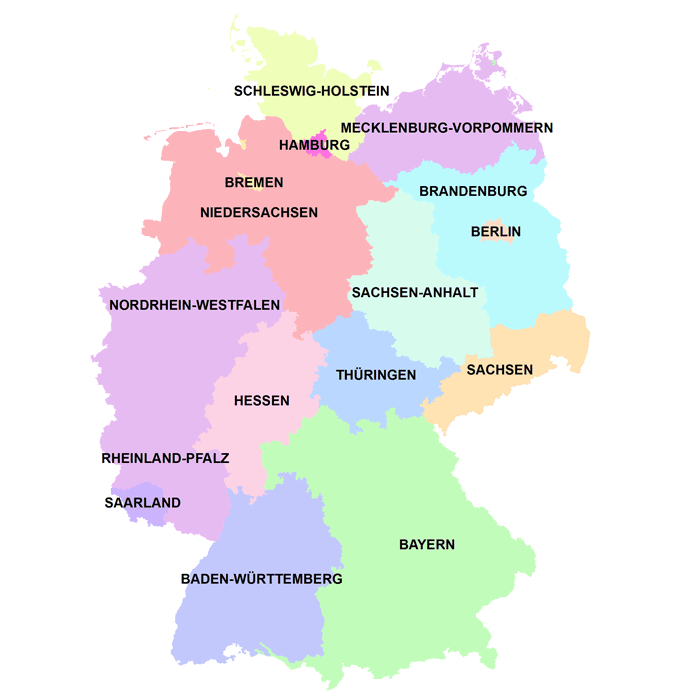 SCHLESWIG-HOLSTEIN
MECKLENBURG-VORPOMMERN
HAMBURG
BREMEN
BRANDENBURG
NIEDERSACHSEN
BERLIN
SACHSEN-ANHALT
NORDRHEIN-WESTFALEN
SACHSEN
THÜRINGEN
HESSEN
RHEINLAND-PFALZ
SAARLAND
BAYERN
BADEN-WÜRTTEMBERG